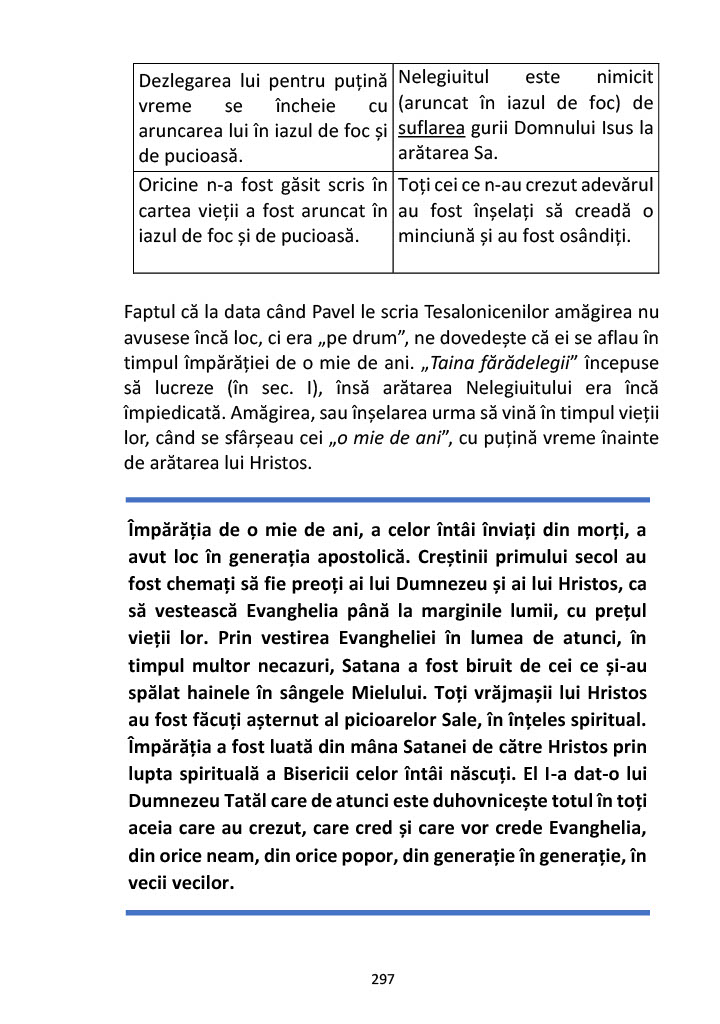 Dezlegarea lui pentru puțină
vreme se încheie cu
aruncarea lui în iazul de foc și
de pucioasă.
Nelegiuitul este nimicit
(aruncat în iazul de foc) de
suflarea gurii Domnului Isus la
arătarea Sa.
Oricine n-a fost găsit scris în
cartea vieții a fost aruncat în
iazul de foc și de pucioasă.
Toți cei ce n-au crezut adevărul
au fost înșelați să creadă o
minciună și au fost osândiți.
Faptul că la data când Pavel le scria Tesalonicenilor amăgirea nu
avusese încă loc, ci era „pe drum”, ne dovedește că ei se aflau în
timpul împărăției de o mie de ani. „Taina fărădelegii” începuse
să lucreze (în sec. I), însă arătarea Nelegiuitului era încă
împiedicată. Amăgirea, sau înșelarea urma să vină în timpul vieții
lor, când se sfârșeau cei „o mie de ani”, cu puțină vreme înainte
de arătarea lui Hristos.
Împărăția de o mie de ani, a celor întâi înviați din morți, a
avut loc în generația apostolică. Creștinii primului secol au
fost chemați să fie preoți ai lui Dumnezeu și ai lui Hristos, ca
să vestească Evanghelia până la marginile lumii, cu prețul
vieții lor. Prin vestirea Evangheliei în lumea de atunci, în
timpul multor necazuri, Satana a fost biruit de cei ce și-au
spălat hainele în sângele Mielului. Toți vrăjmașii lui Hristos
au fost făcuți așternut al picioarelor Sale, în înțeles spiritual.
Împărăția a fost luată din mâna Satanei de către Hristos prin
lupta spirituală a Bisericii celor întâi născuți. El I-a dat-o lui
Dumnezeu Tatăl care de atunci este duhovnicește totul în toți
aceia care au crezut, care cred și care vor crede Evanghelia,
din orice neam, din orice popor, din generație în generație, în
vecii vecilor.
297